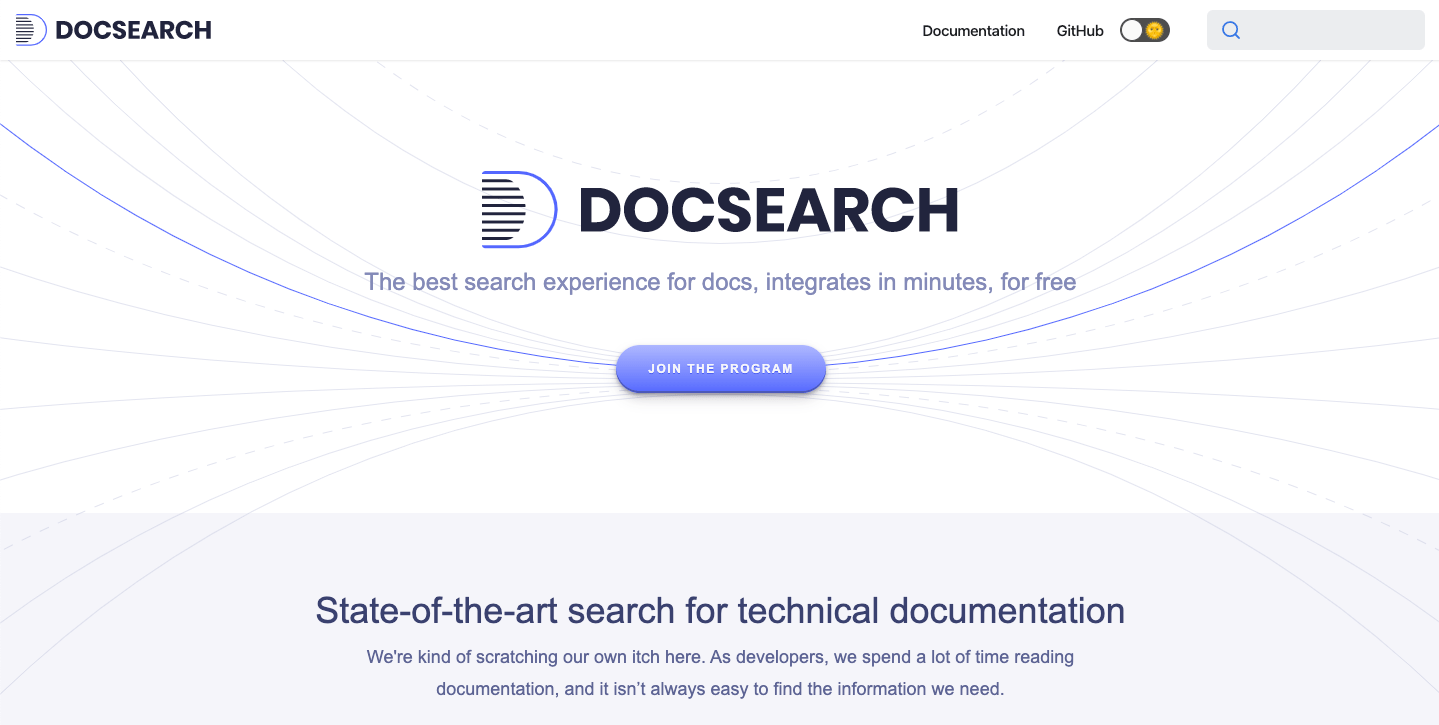 DOCSEARCH
Documentation
GitHub
DOCSEARCH
The best search experience for docs, integrates in minutes, for free
JOIN THE PROGRAM
State-of-the-art search for technical documentation
We're kind of scratching our own itch here. As developers, we spend a lot of time reading
documentation, and it isn’t always easy to find the information we need.